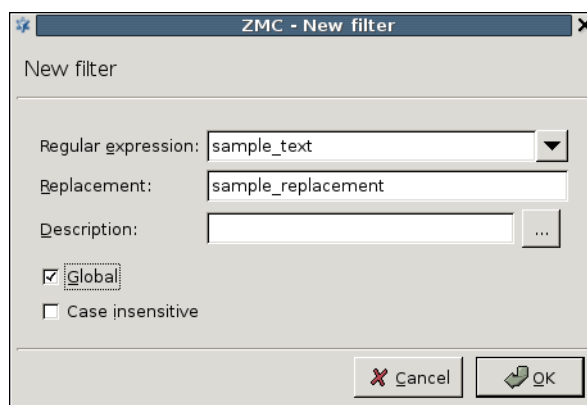 ZMC - New filter
New filter
Regular expression: sample_text
Replacement: sample_replacement
Description: ...
Global
Case insensitive
Cancel OK